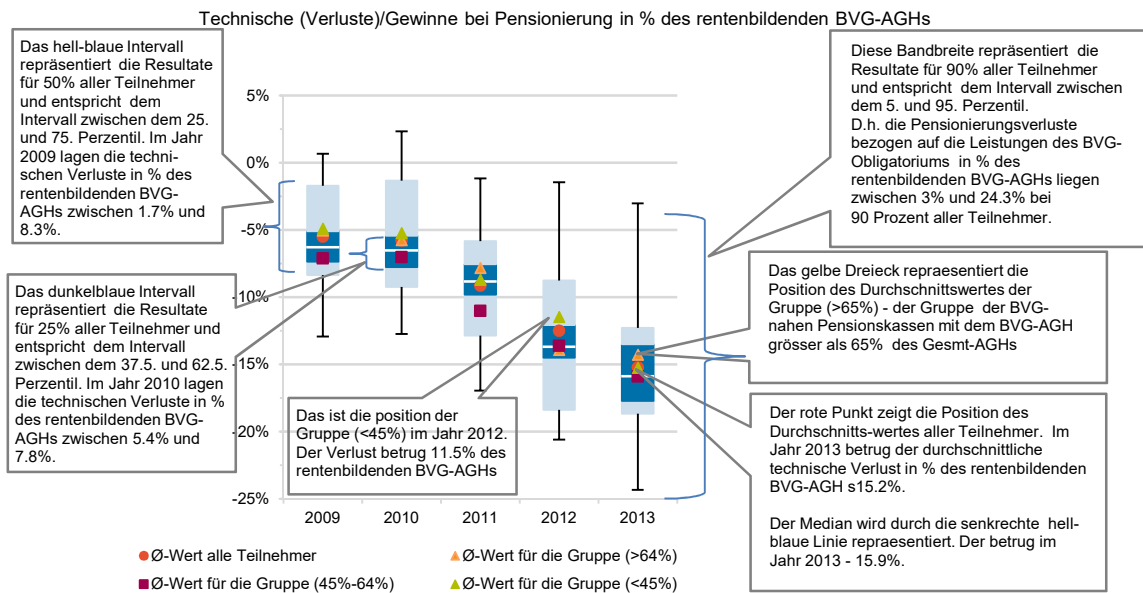 Technische (Verluste)/Gewinne bei Pensionierung in % des rentenbildenden BVG-AGHs
Das hell-blaue Intervall
repräsentiert die Resultate
für 50% aller Teilnehmer
und entspricht dem
Intervall zwischen dem 25.
und 75. Perzentil. Im Jahr
2009 lagen die techni-
schen Verluste in % des
rentenbildenden BVG-
AGHs zwischen 1.7% und
8.3%.
Das dunkelblaue Intervall
repräsentiert die Resultate
für 25% aller Teilnehmer und
entspricht dem Intervall
zwischen dem 37.5. und 62.5.
Perzentil. Im Jahr 2010 lagen
die technischen Verluste in %
des rentenbildenden BVG-
AGHs zwischen 5.4% und
7.8%.
5%
0%
-5%
-10%
-15%
-20%
-25%
2009
2010
2011
2012
2013
Das ist die position der
Gruppe (<45%) im Jahr 2012.
Der Verlust betrug 11.5% des
rentenbildenden BVG-AGHs
Diese Bandbreite repräsentiert die
Resultate für 90% aller Teilnehmer
und entspricht dem Intervall zwischen
dem 5. und 95. Perzentil.
D.h. die Pensionierungsverluste
bezogen auf die Leistungen des BVG-
Obligatoriums in % des
rentenbildenden BVG-AGHs liegen
zwischen 3% und 24.3% bei
90 Prozent aller Teilnehmer.
Das gelbe Dreieck repraesentiert die
Position des Durchschnittswertes der
Gruppe (>65%) - der Gruppe der BVG-
nahen Pensionskassen mit dem BVG-AGH
grösser als 65% des Gesmt-AGHs
Der rote Punkt zeigt die Position des
Durchschnitts-wertes aller Teilnehmer. Im
Jahr 2013 betrug der durchschnittliche
technische Verlust in % des rentenbildenden
BVG-AGH s15.2%.
Der Median wird durch die senkrechte hell-
blaue Linie repraesentiert. Der betrug im
Jahr 2013 - 15.9%.
Ø-Wert alle Teilnehmer
Ø-Wert für die Gruppe (>64%)
Ø-Wert für die Gruppe (45%-64%)
Ø-Wert für die Gruppe (<45%)